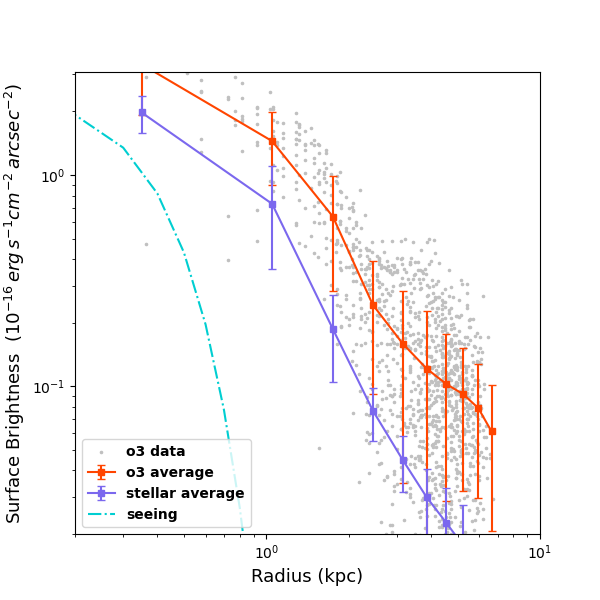 Surface Brightness (10⁻¹⁶ erg s⁻¹cm⁻² arcsec⁻²)
10⁰
10⁻¹
o3 data
o3 average
stellar average
seeing
10⁰
10¹
Radius (kpc)